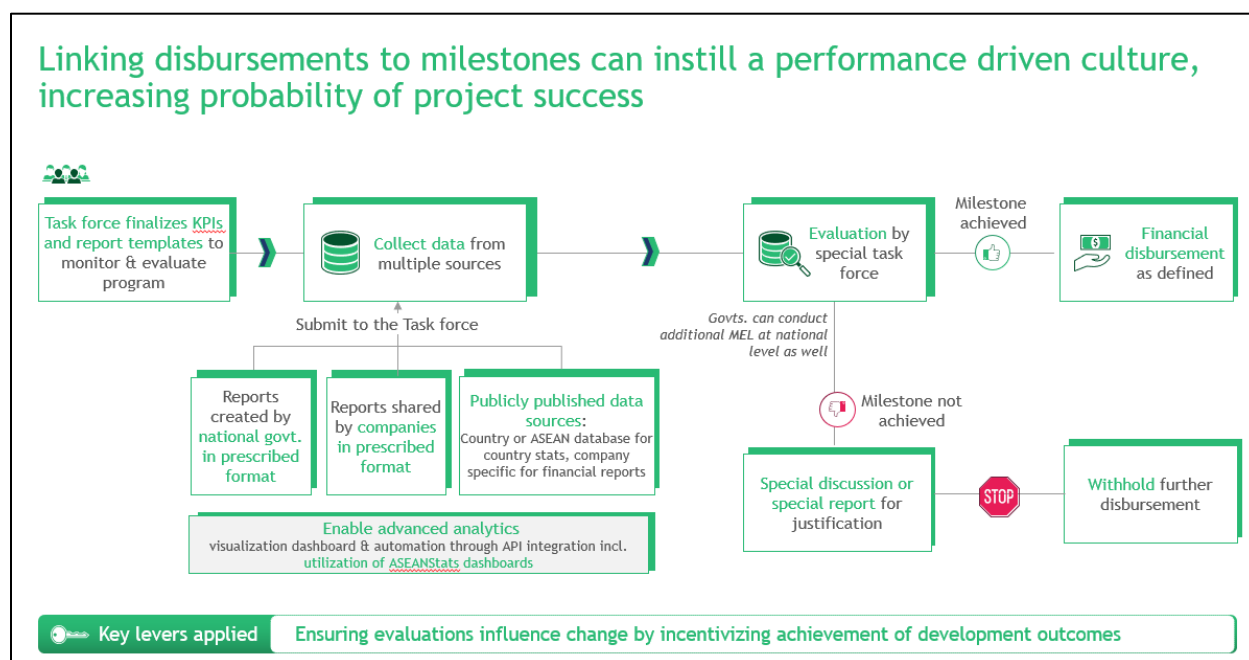 Linking disbursements to milestones can instill a performance driven culture,
increasing probability of project success
Task force finalizes KPIs
and report templates to
monitor & evaluate
program
Collect data from
multiple sources
Evaluation by
special task
force
Milestone
achieved
Financial
disbursement
as defined
Submit to the Task force
Govts. can conduct
additional MEL at national
level as well
Reports
created by
national govt.
in prescribed
format
Reports shared
by companies
in prescribed
format
Publicly published data
sources:
Country or ASEAN database for
country stats, company
specific for financial reports
Milestone not
achieved
Special discussion or
special report for
justification
STOP
Withhold further
disbursement
Enable advanced analytics
visualization dashboard & automation through API integration incl.
utilization of ASEANStats dashboards
Key levers applied
Ensuring evaluations influence change by incentivizing achievement of development outcomes